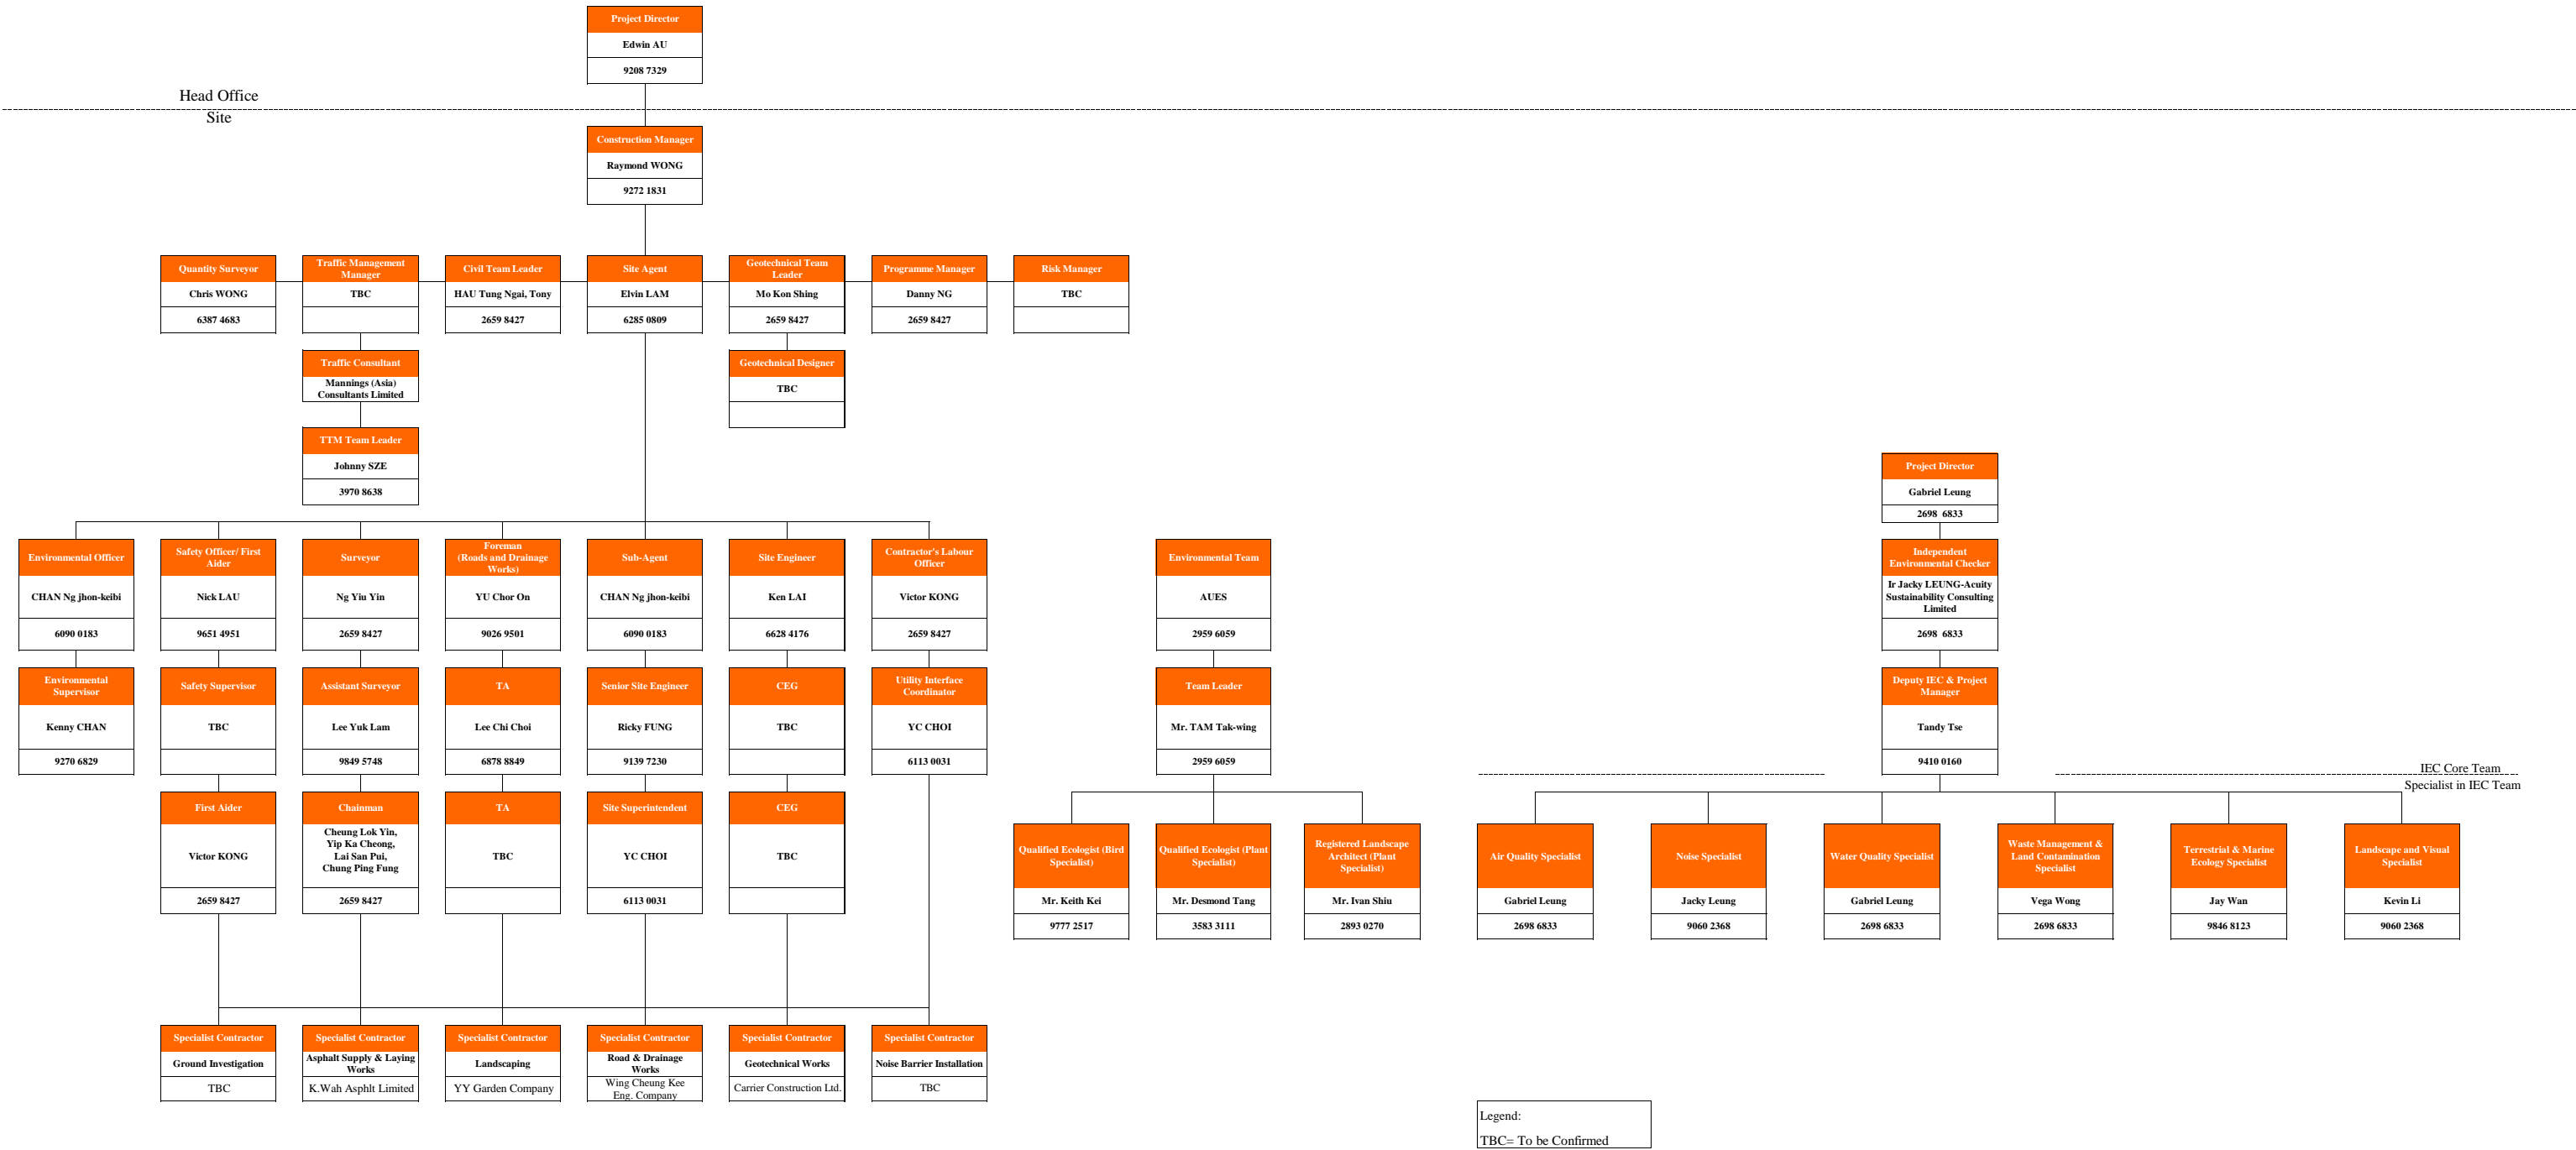 Project Director
Edwin AU
9208 7329
Head Office
Site
Construction Manager
Raymond WONG
9272 1831
Quantity Surveyor
Chris WONG
6387 4683
Traffic Management
Manager
TBC
Civil Team Leader
HAU Tung Ngai, Tony
2659 8427
Site Agent
Elvin LAM
6285 0809
Geotechnical Team
Leader
Mo Kon Shing
2659 8427
Programme Manager
Danny NG
2659 8427
Risk Manager
TBC
Traffic Consultant
Mannings (Asia)
Consultants Limited
Geotechnical Designer
TBC
TTM Team Leader
Johnny SZE
3970 8638
Project Director
Gabriel Leung
2698  6833
Environmental Officer
CHAN Ng jhon-keibi
6090 0183
Safety Officer/ First
Aider
Nick LAU
9651 4951
Surveyor
Ng Yiu Yin
2659 8427
Foreman
(Roads and Drainage
Works)
YU Chor On
9026 9501
Sub-Agent
CHAN Ng jhon-keibi
6090 0183
Site Engineer
Ken LAI
6628 4176
Contractor's Labour
Officer
Victor KONG
2659 8427
Environmental Team
AUES
2959 6059
Independent
Environmental Checker
Ir Jacky LEUNG-Acuity
Sustainability Consulting
Limited
2698  6833
Environmental
Supervisor
Kenny CHAN
9270 6829
Safety Supervisor
TBC
Assistant Surveyor
Lee Yuk Lam
9849 5748
TA
Lee Chi Choi
6878 8849
Senior Site Engineer
Ricky FUNG
9139 7230
CEG
TBC
Utility Interface
Coordinator
YC CHOI
6113 0031
Team Leader
Mr. TAM Tak-wing
2959 6059
Deputy IEC & Project
Manager
Tandy Tse
9410 0160
IEC Core Team
Specialist in IEC Team
First Aider
Victor KONG
2659 8427
Chainman
Cheung Lok Yin,
Yip Ka Cheong,
Lai San Pui,
Chung Ping Fung
2659 8427
TA
TBC
Site Superintendent
YC CHOI
6113 0031
CEG
TBC
Qualified Ecologist (Bird
Specialist)
Mr. Keith Kei
9777 2517
Qualified Ecologist (Plant
Specialist)
Mr. Desmond Tang
3583 3111
Registered Landscape
Architect (Plant
Specialist)
Mr. Ivan Shiu
2893 0270
Air Quality Specialist
Gabriel Leung
2698 6833
Noise Specialist
Jacky Leung
9060 2368
Water Quality Specialist
Gabriel Leung
2698 6833
Waste Management &
Land Contamination
Specialist
Vega Wong
2698 6833
Terrestrial & Marine
Ecology Specialist
Jay Wan
9846 8123
Landscape and Visual
Specialist
Kevin Li
9060 2368
Specialist Contractor
Ground Investigation
TBC
Specialist Contractor
Asphalt Supply & Laying
Works
K.Wah Asphlt Limited
Specialist Contractor
Landscaping
YY Garden Company
Specialist Contractor
Road & Drainage
Works
Wing Cheung Kee
Eng. Company
Specialist Contractor
Geotechnical Works
Carrier Construction Ltd.
Specialist Contractor
Noise Barrier Installation
TBC
Legend:
TBC= To be Confirmed